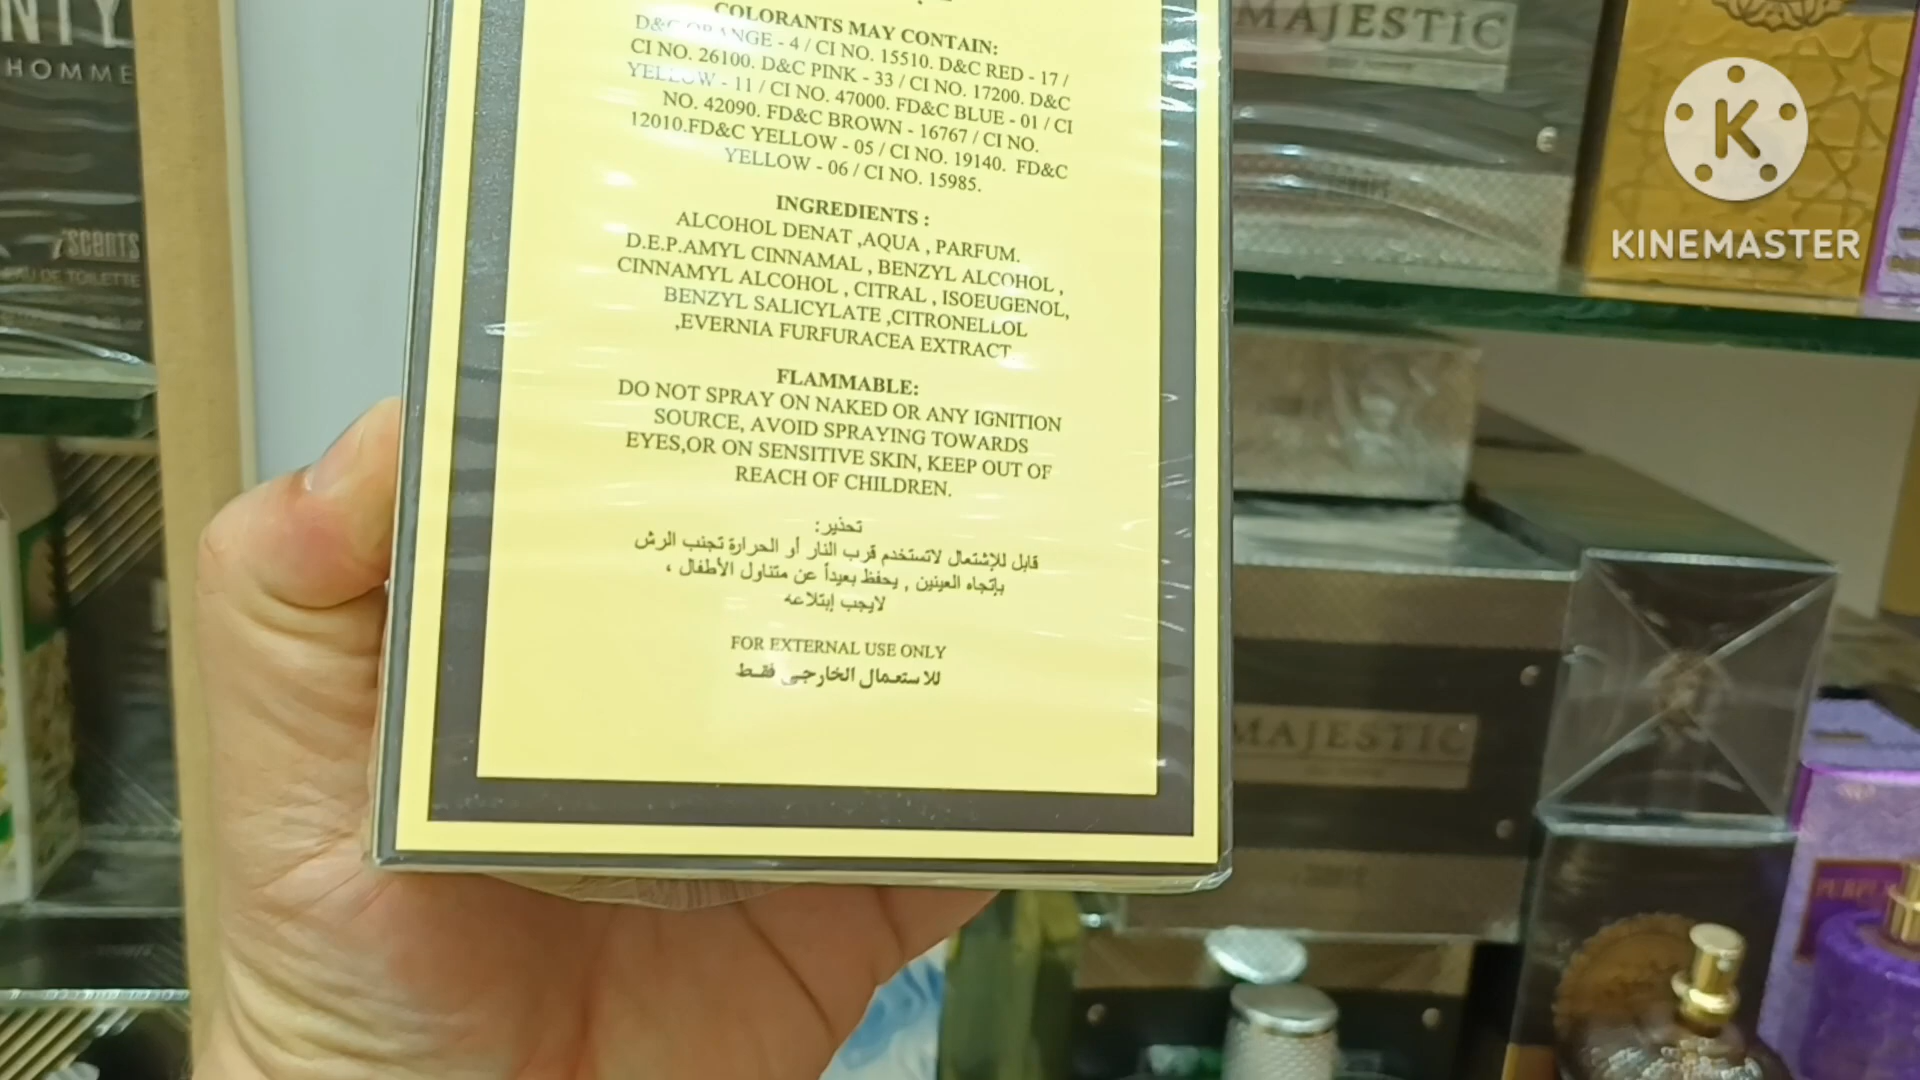 COLORANTS MAY CONTAIN:
D&C ORANGE - 4 / CI NO. 15510. D&C RED - 17 /
CI NO. 26100. D&C PINK - 33 / CI NO. 17200. D&C
YELLOW - 11 / CI NO. 47000. FD&C BLUE - 01 / CI
NO. 42090. FD&C BROWN - 16767 / CI NO.
12010.FD&C YELLOW - 05 / CI NO. 19140. FD&C
YELLOW - 06 / CI NO. 15985.
INGREDIENTS :
ALCOHOL DENAT ,AQUA , PARFUM.
D.E.P.AMYL CINNAMAL , BENZYL ALCOHOL ,
CINNAMYL ALCOHOL , CITRAL , ISOEUGENOL,
BENZYL SALICYLATE ,CITRONELLOL
,EVERNIA FURFURACEA EXTRACT
FLAMMABLE:
DO NOT SPRAY ON NAKED OR ANY IGNITION
SOURCE, AVOID SPRAYING TOWARDS
EYES,OR ON SENSITIVE SKIN, KEEP OUT OF
REACH OF CHILDREN.
تحذير:
قابل للإشتعال لاتستخدم قرب النار أو الحرارة تجنب الرش
بإتجاه العينين , يحفظ بعيداً عن متناول الأطفال ،
لايجب إبتلاعه
FOR EXTERNAL USE ONLY
للاستعمال الخارجي فقط
HOMME
SCENTS
EAU DE TOILETTE
MAJESTIC
MAJESTIC
K
KINEMASTER